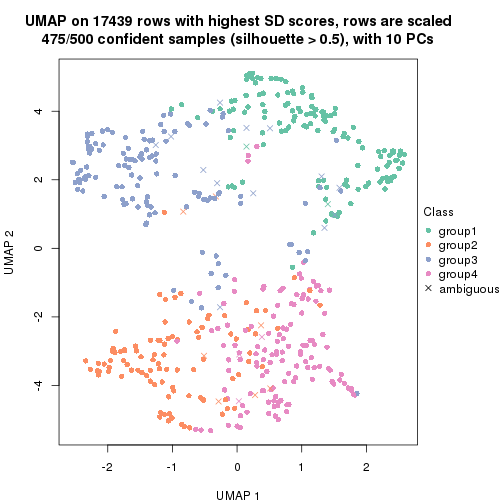 UMAP on 17439 rows with highest SD scores, rows are scaled
475/500 confident samples (silhouette > 0.5), with 10 PCs
4
2
0
-2
-4
UMAP 2
-2
-1
0
1
2
UMAP 1
Class
group1
group2
group3
group4
ambiguous